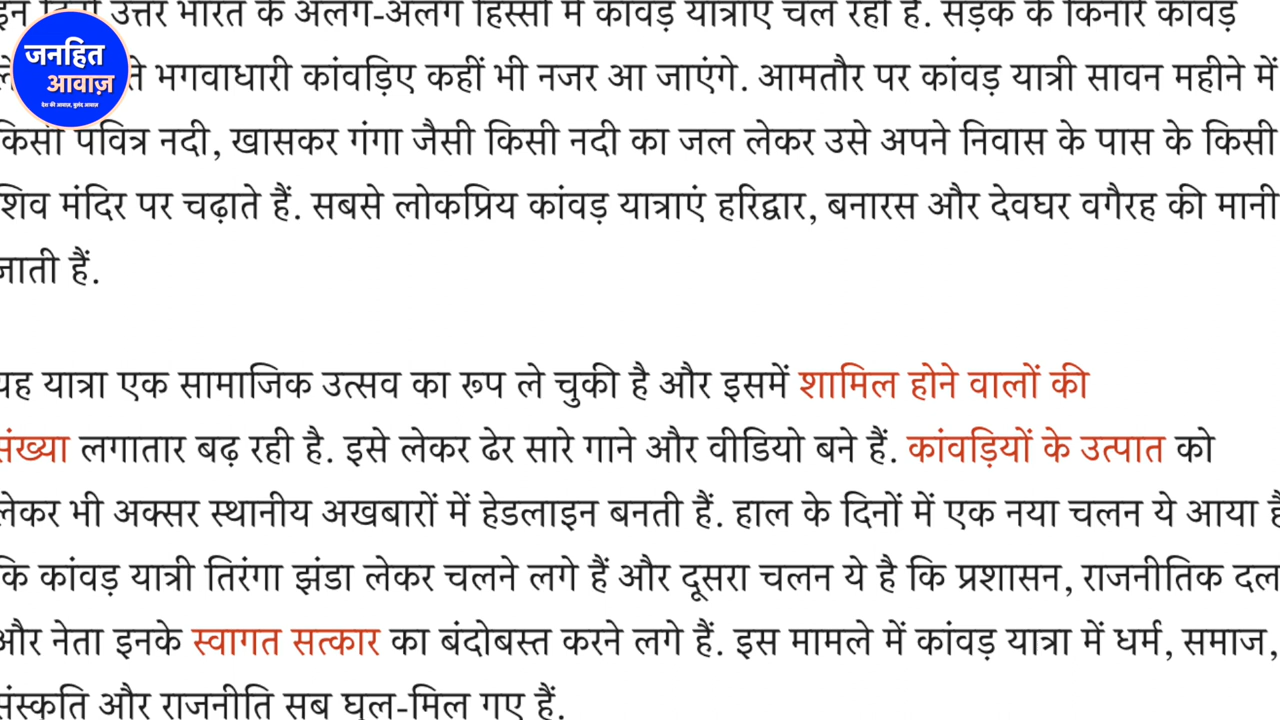 इन दिनों उत्तर भारत के अलग-अलग हिस्सों में कांवड़ यात्राएं चल रही हैं. सड़क के किनारे कांवड़
जनहित
आवाज़
देश की आवाज़, बुलंद आवाज़
भगवाधारी कांवड़िए कहीं भी नजर आ जाएंगे. आमतौर पर कांवड़ यात्री सावन महीने में
किसी पवित्र नदी, खासकर गंगा जैसी किसी नदी का जल लेकर उसे अपने निवास के पास के किसी
शिव मंदिर पर चढ़ाते हैं. सबसे लोकप्रिय कांवड़ यात्राएं हरिद्वार, बनारस और देवघर वगैरह की मानी
जाती हैं.
यह यात्रा एक सामाजिक उत्सव का रूप ले चुकी है और इसमें शामिल होने वालों की
संख्या लगातार बढ़ रही है. इसे लेकर ढेर सारे गाने और वीडियो बने हैं. कांवड़ियों के उत्पात को
लेकर भी अक्सर स्थानीय अखबारों में हेडलाइन बनती हैं. हाल के दिनों में एक नया चलन ये आया है
कि कांवड़ यात्री तिरंगा झंडा लेकर चलने लगे हैं और दूसरा चलन ये है कि प्रशासन, राजनीतिक दल
और नेता इनके स्वागत सत्कार का बंदोबस्त करने लगे हैं. इस मामले में कांवड़ यात्रा में धर्म, समाज,
संस्कृति और राजनीति सब घुल-मिल गए हैं.